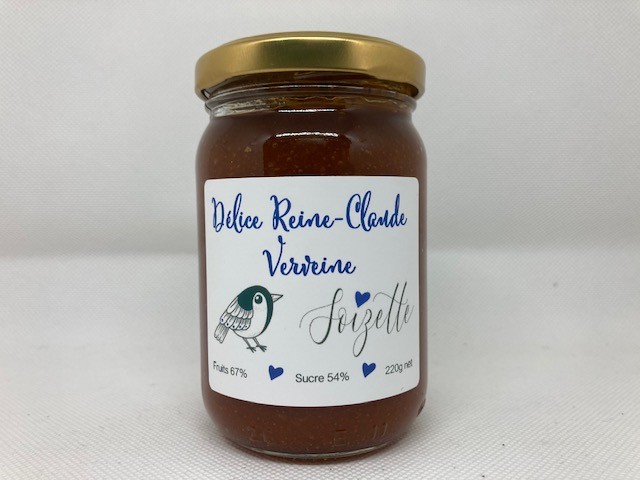 Délice Reine-Claude
Verveine
Soizette
Fruits 67%
Sucre 54%
220g net